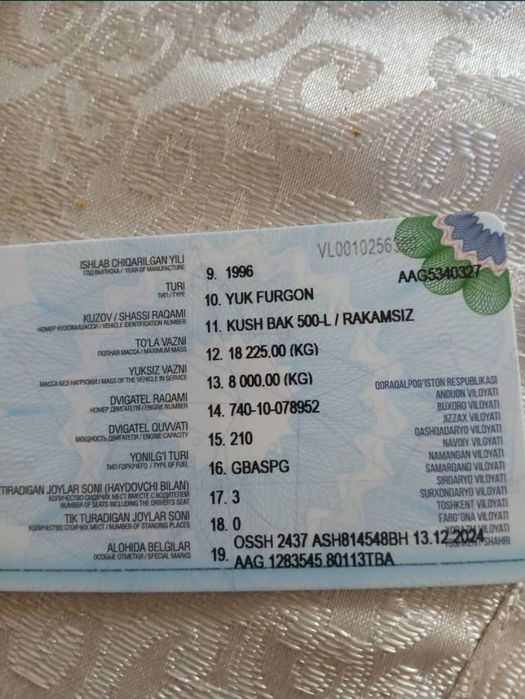 VL0010256
AAG5340327
ISHLAB CHIQARILGAN YILI
ГОД ВЫПУСКА / YEAR OF MANUFACTURE
9. 1996
TURI
ТИП / TYPE
10. YUK FURGON
KUZOV / SHASSI RAQAMI
НОМЕР КУЗОВА/ШАССИ / VEHICLE IDENTIFICATION NUMBER
11. KUSH BAK 500-L / RAKAMSIZ
TO'LA VAZNI
ПОЛНАЯ МАССА / MAXIMUM MASS
12. 18 225.00 (KG)
YUKSIZ VAZNI
МАССА БЕЗ НАГРУЗКИ / MASS OF THE VEHICLE IN SERVICE
13. 8 000.00 (KG)
DVIGATEL RAQAMI
НОМЕР ДВИГАТЕЛЯ / ENGINE NUMBER
14. 740-10-078952
DVIGATEL QUVVATI
МОЩНОСТЬ ДВИГАТЕЛЯ / ENGINE CAPACITY
15. 210
YONILG'I TURI
ТИП ГОРЮЧЕГО / TYPE OF FUEL
16. GBASPG
TIRADIGAN JOYLAR SONI (HAYDOVCHI BILAN)
КОЛИЧЕСТВО СИДЯЧИХ МЕСТ ВМЕСТЕ С ВОДИТЕЛЕМ
NUMBER OF SEATS INCLUDING THE DRIVER'S SEAT
17. 3
TIK TURADIGAN JOYLAR SONI
КОЛИЧЕСТВО СТОЯЧИХ МЕСТ / NUMBER OF STANDING PLACES
18. 0
ALOHIDA BELGILAR
ОСОБЫЕ ОТМЕТКИ / SPECIAL MARKS
19. OSSH 2437 ASH814548BH 13.12.2024
AAG 1283545 80113TBA
QORAQALPOG'ISTON RESPUBLIKASI
ANDIJON VILOYATI
BUXORO VILOYATI
JIZZAX VILOYATI
QASHQADARYO VILOYATI
NAVOIY VILOYATI
NAMANGAN VILOYATI
SAMARQAND VILOYATI
SIRDARYO VILOYATI
SURXONDARYO VILOYATI
TOSHKENT VILOYATI
FARG'ONA VILOYATI
XORAZM VILOYATI
TOSHKENT SHAHRI